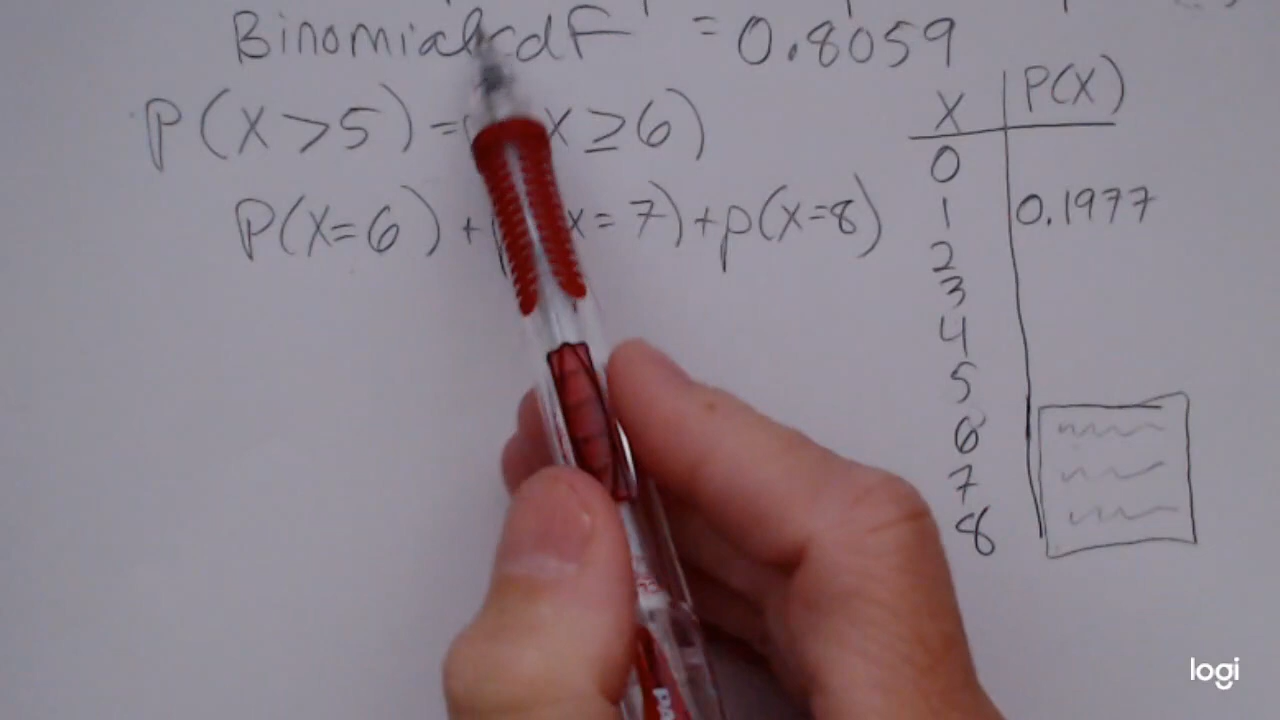 Binomialcdf = 0.8059
P(X>5) = x ≥ 6)
P(X=6) + x = 7) + p(x=8)
X P(X)
0
1 0.1977
2
3
4
5
6
7
8
logi